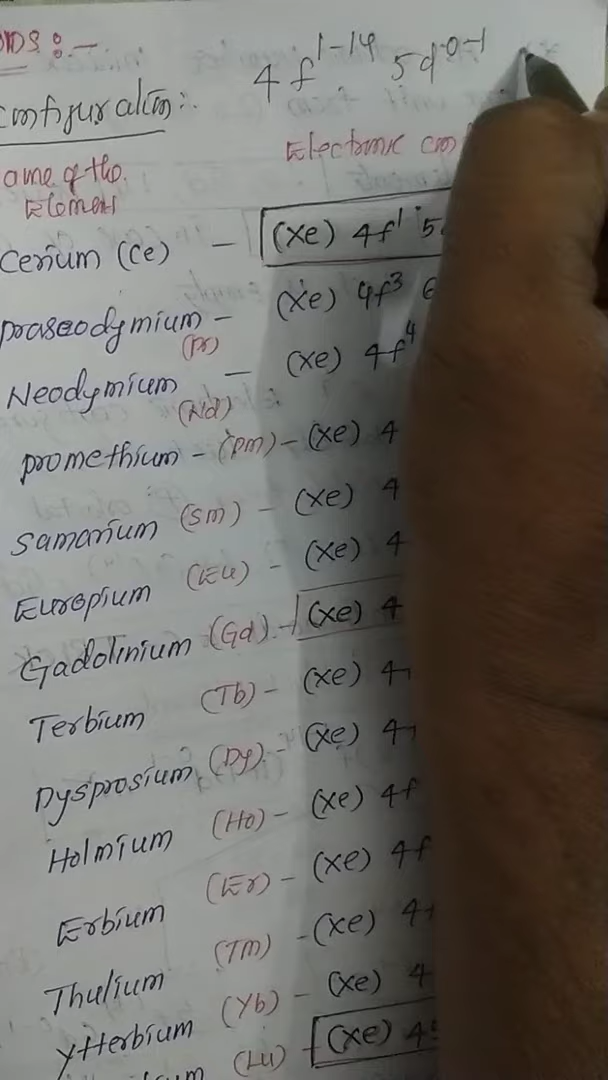 4f1-14 5d0-1
Configuration:-
Electronic con
ame of the
Element
Cerium (Ce) - (Xe) 4f1 5
praseodymium - (Xe) 4f3 6
(Pr)
Neodymium - (Xe) 4f4
(Nd)
promethium - (Pm) - (Xe) 4
Samarium (Sm) - (Xe) 4
Europium (Eu) - (Xe) 4
Gadolinium (Gd) - (Xe) 4
Terbium (Tb) - (Xe) 4
Dysprosium (Dy) - (Xe) 4
Holmium (Ho) - (Xe) 4f
Erbium (Er) - (Xe) 4f
Thulium (Tm) - (Xe) 4
Ytterbium (Yb) - (Xe) 4
(Lu) - (Xe) 4